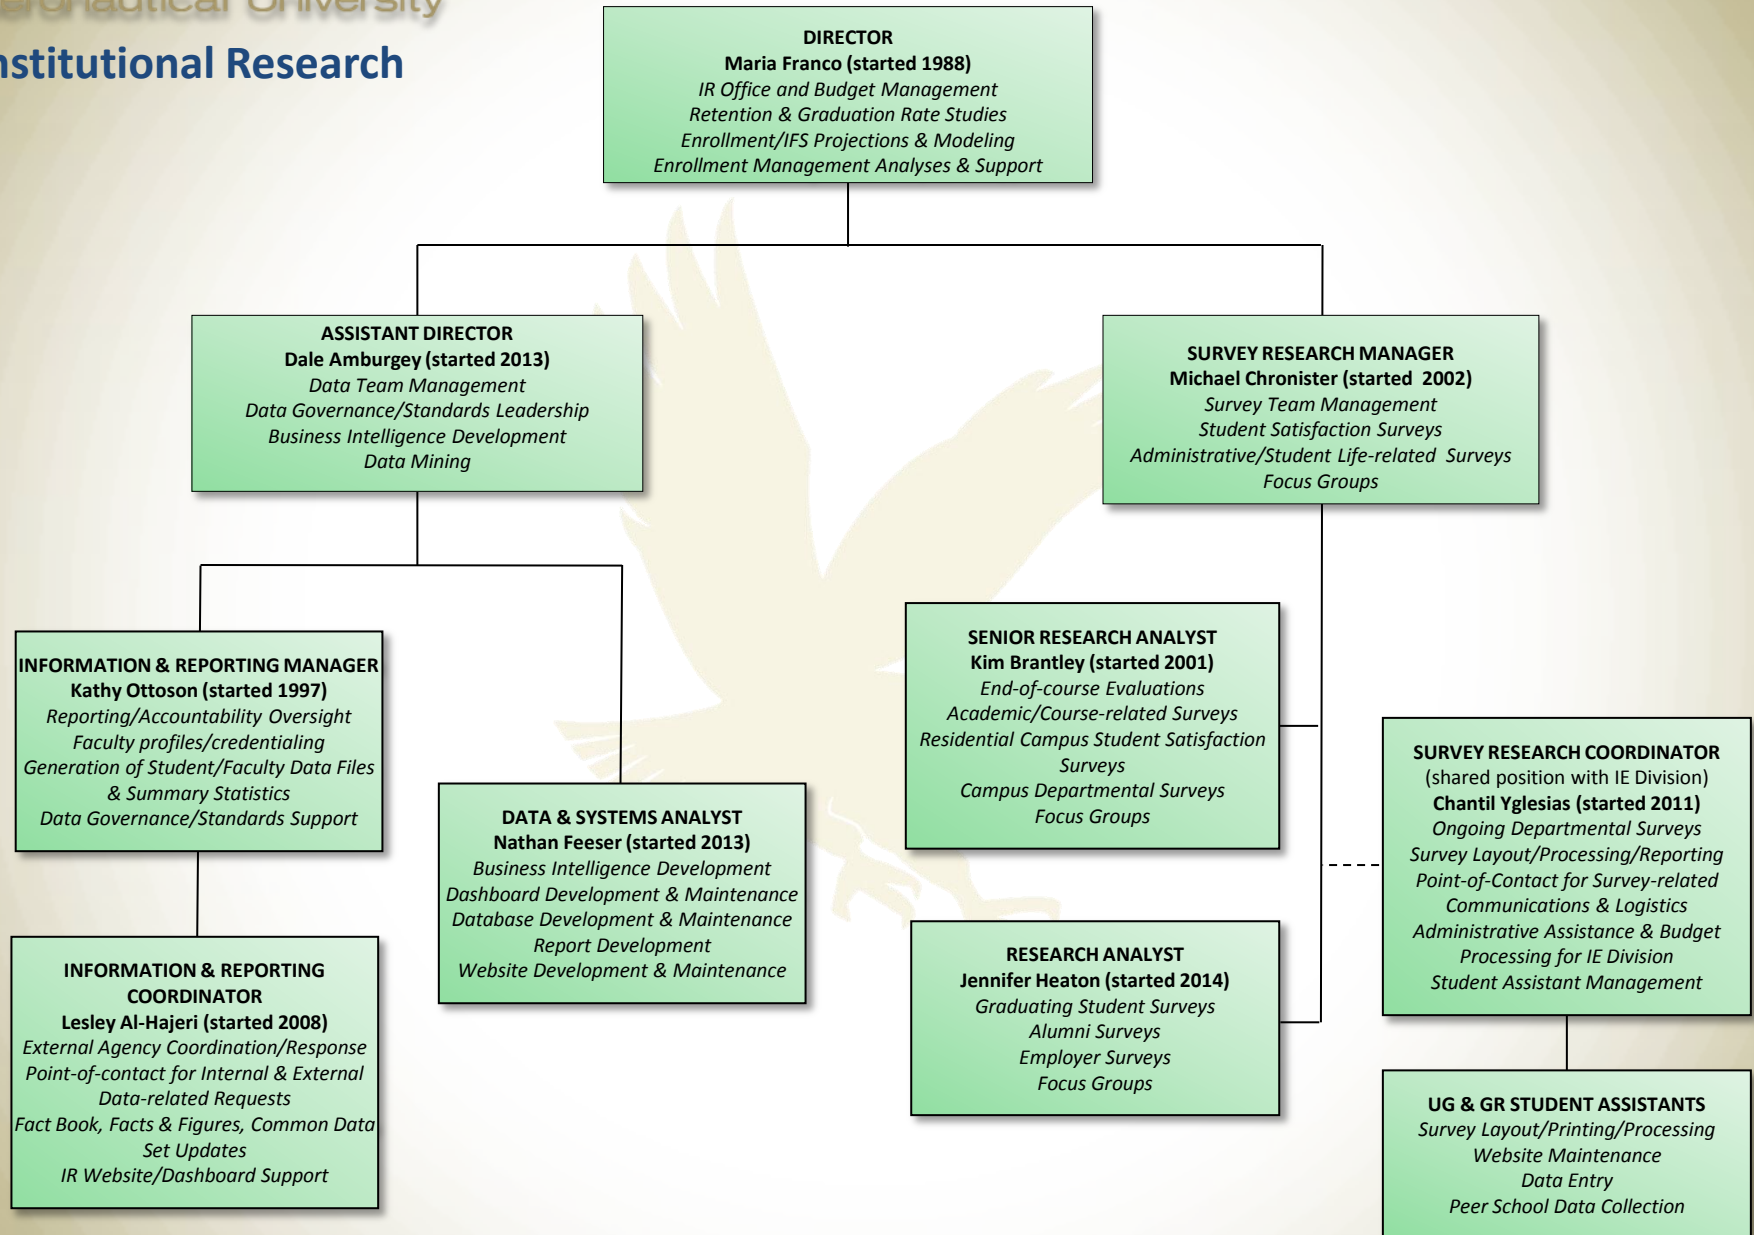 Aeronautical University
Institutional Research
DIRECTOR
Maria Franco (started 1988)
IR Office and Budget Management
Retention & Graduation Rate Studies
Enrollment/IFS Projections & Modeling
Enrollment Management Analyses & Support
ASSISTANT DIRECTOR
Dale Amburgey (started 2013)
Data Team Management
Data Governance/Standards Leadership
Business Intelligence Development
Data Mining
SURVEY RESEARCH MANAGER
Michael Chronister (started 2002)
Survey Team Management
Student Satisfaction Surveys
Administrative/Student Life-related Surveys
Focus Groups
INFORMATION & REPORTING MANAGER
Kathy Ottoson (started 1997)
Reporting/Accountability Oversight
Faculty profiles/credentialing
Generation of Student/Faculty Data Files
& Summary Statistics
Data Governance/Standards Support
DATA & SYSTEMS ANALYST
Nathan Feeser (started 2013)
Business Intelligence Development
Dashboard Development & Maintenance
Database Development & Maintenance
Report Development
Website Development & Maintenance
SENIOR RESEARCH ANALYST
Kim Brantley (started 2001)
End-of-course Evaluations
Academic/Course-related Surveys
Residential Campus Student Satisfaction
Surveys
Campus Departmental Surveys
Focus Groups
SURVEY RESEARCH COORDINATOR
(shared position with IE Division)
Chantil Yglesias (started 2011)
Ongoing Departmental Surveys
Survey Layout/Processing/Reporting
Point-of-Contact for Survey-related
Communications & Logistics
Administrative Assistance & Budget
Processing for IE Division
Student Assistant Management
INFORMATION & REPORTING
COORDINATOR
Lesley Al-Hajeri (started 2008)
External Agency Coordination/Response
Point-of-contact for Internal & External
Data-related Requests
Fact Book, Facts & Figures, Common Data
Set Updates
IR Website/Dashboard Support
RESEARCH ANALYST
Jennifer Heaton (started 2014)
Graduating Student Surveys
Alumni Surveys
Employer Surveys
Focus Groups
UG & GR STUDENT ASSISTANTS
Survey Layout/Printing/Processing
Website Maintenance
Data Entry
Peer School Data Collection